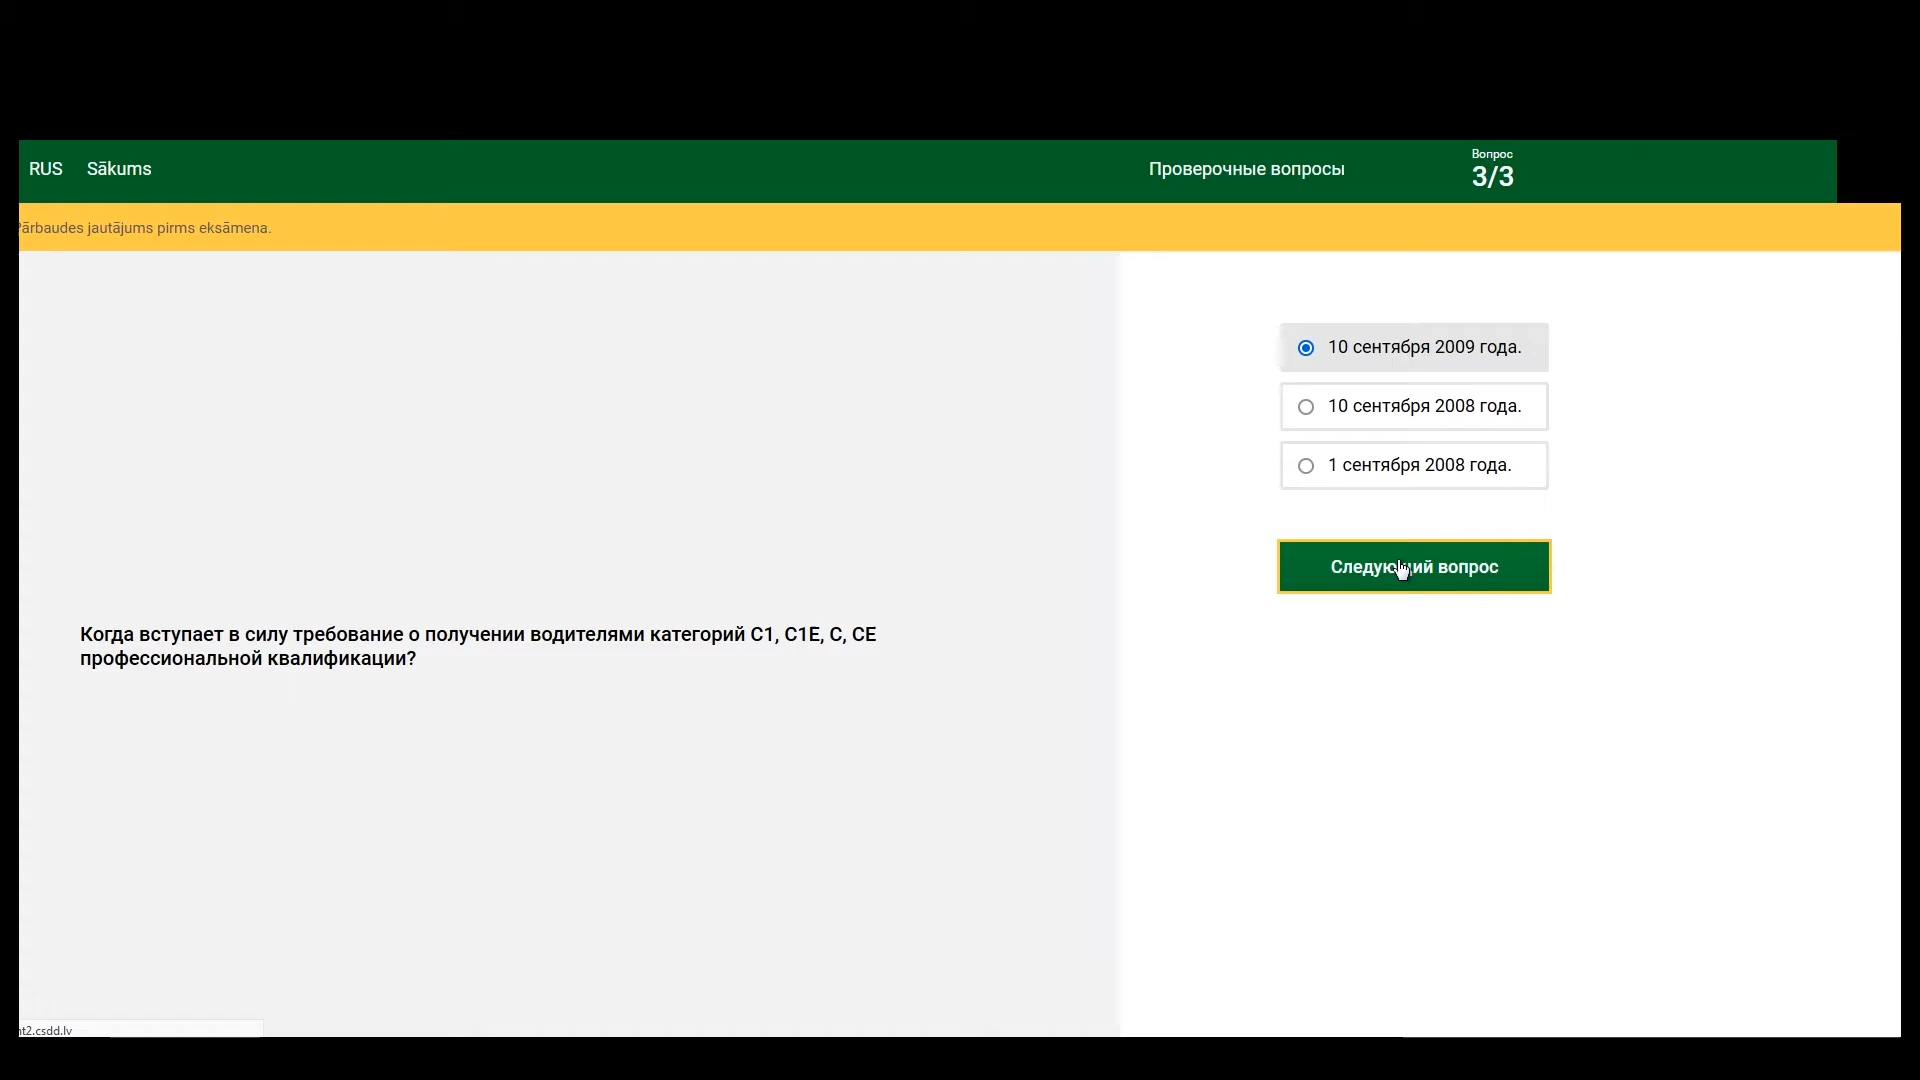 RUS Sākums Проверочные вопросы Вопрос
3/3
ārbaudes jautājums pirms eksāmena.
Когда вступает в силу требование о получении водителями категорий C1, C1E, C, CE
профессиональной квалификации?
10 сентября 2009 года.
10 сентября 2008 года.
1 сентября 2008 года.
Следующий вопрос
nt2.csdd.lv